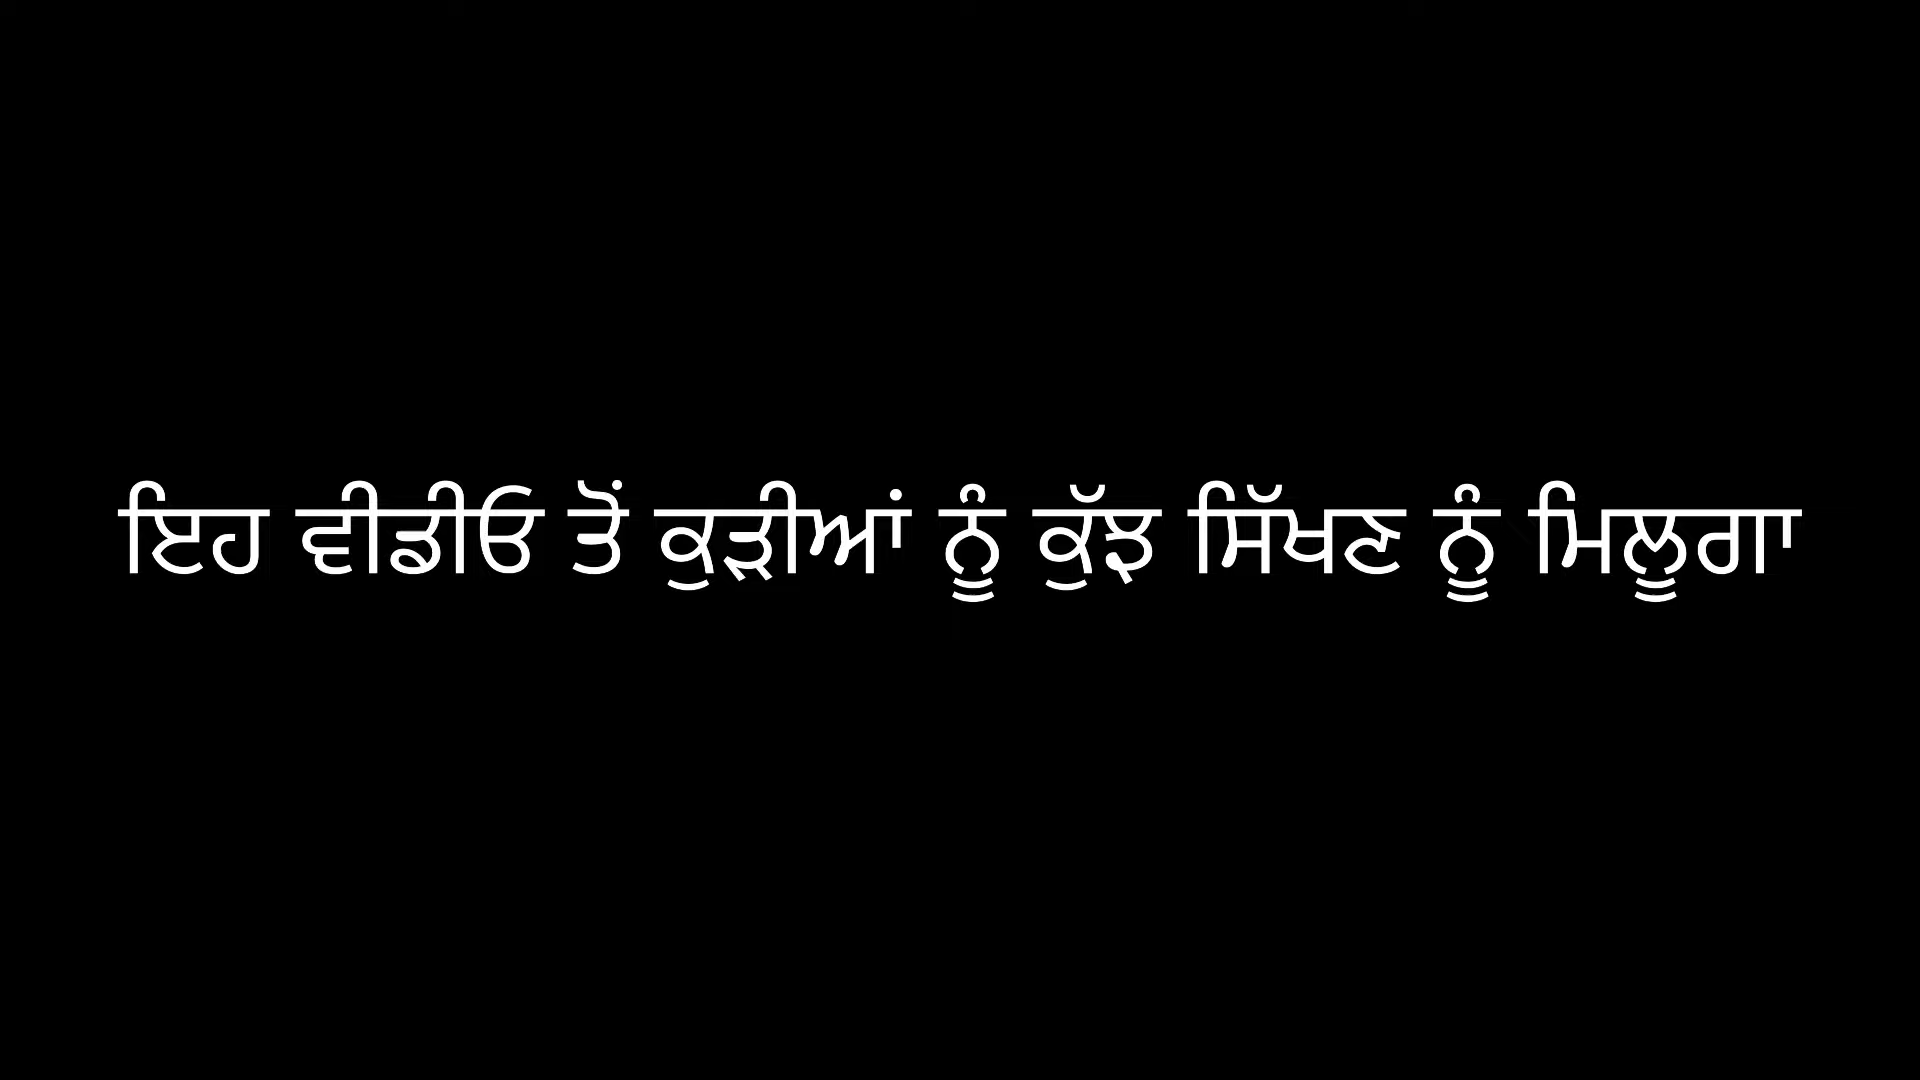 ਇਹ ਵੀਡੀਓ ਤੋਂ ਕੁੜੀਆਂ ਨੂੰ ਕੁੱਝ ਸਿੱਖਣ ਨੂੰ ਮਿਲੂਗਾ